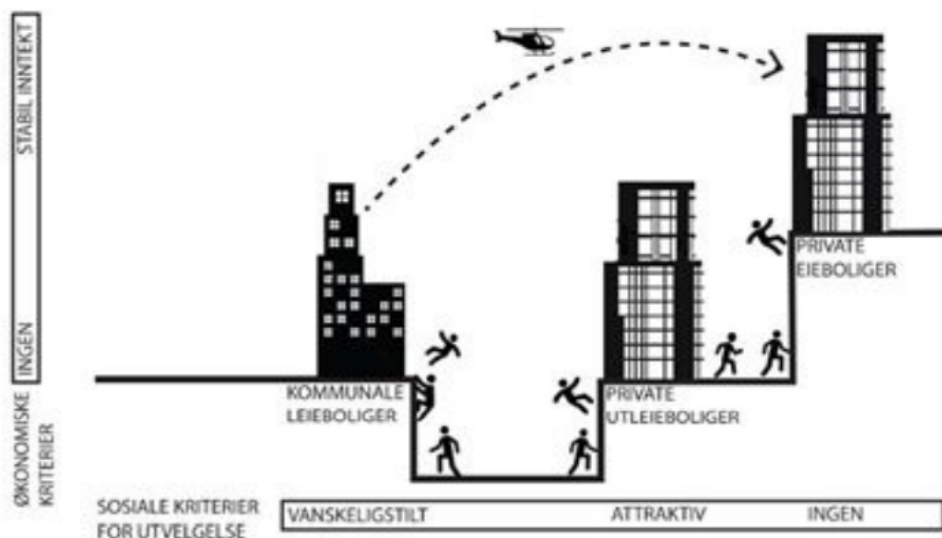 STABIL INNTEKT
INGEN
ØKONOMISKE
KRITERIER
KOMMUNALE
LEIEBOLIGER
PRIVATE
UTLEIEBOLIGER
PRIVATE
EIEBOLIGER
SOSIALE KRITERIER
FOR UTVELGELSE
VANSKELIGSTILT
ATTRAKTIV
INGEN